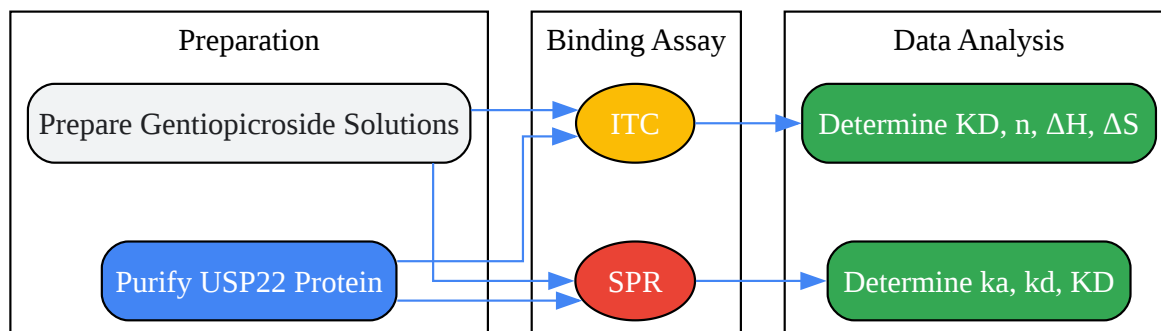 Preparation
Prepare Gentiopicroside Solutions
Purify USP22 Protein
Binding Assay
ITC
SPR
Data Analysis
Determine KD, n, ΔH, ΔS
Determine ka, kd, KD